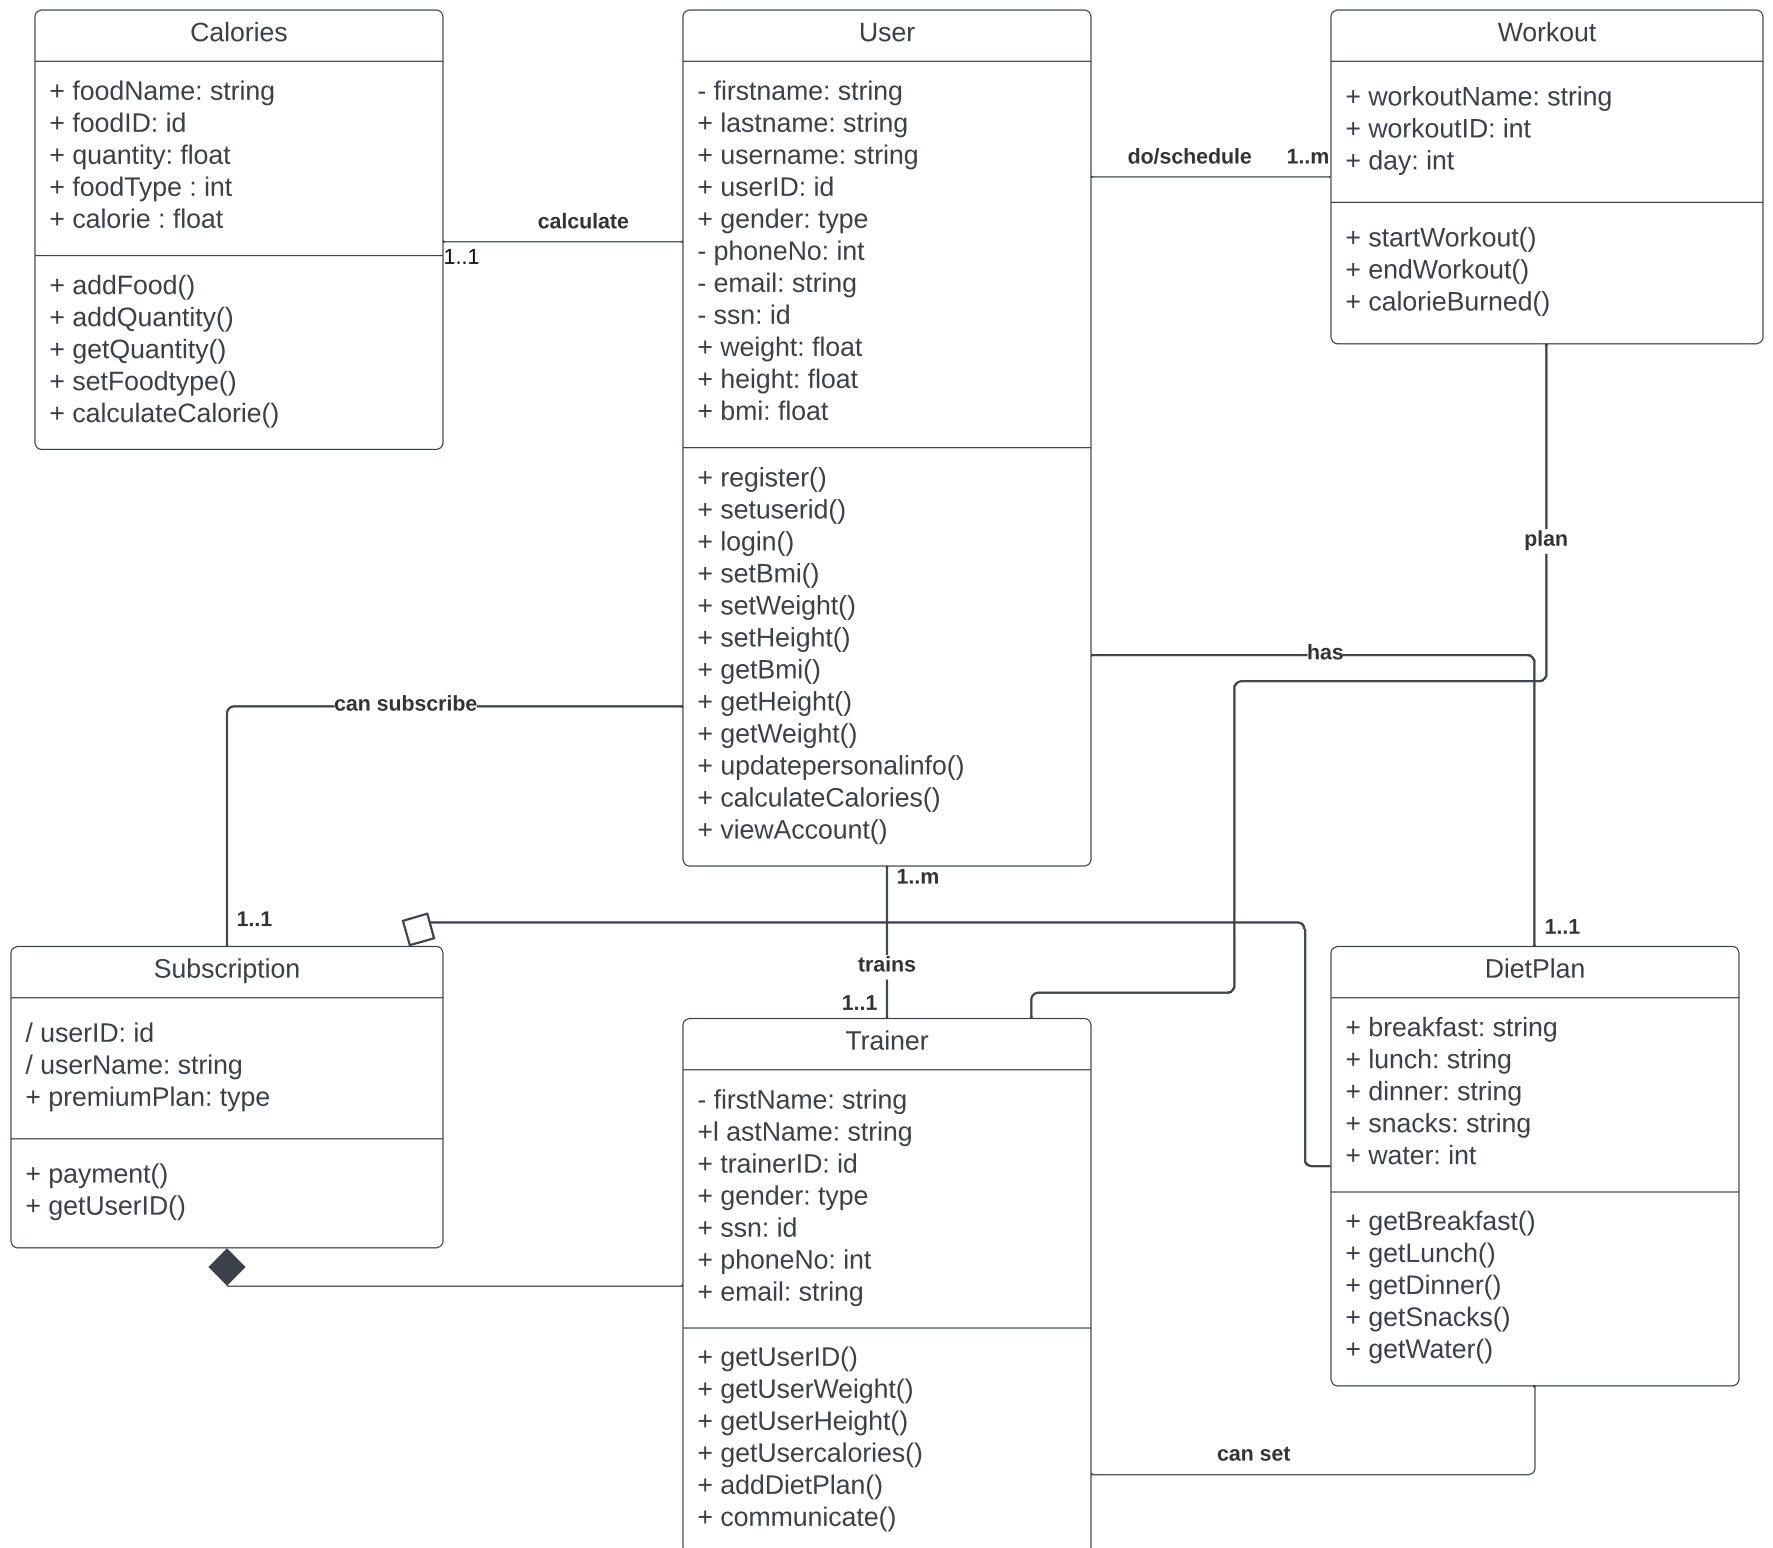 Calories
+ foodName: string
+ foodID: id
+ quantity: float
+ foodType : int
+ calorie : float
+ addFood()
+ addQuantity()
+ getQuantity()
+ setFoodtype()
+ calculateCalorie()
calculate
1..1
User
- firstname: string
+ lastname: string
+ username: string
+ userID: id
+ gender: type
- phoneNo: int
- email: string
- ssn: id
+ weight: float
+ height: float
+ bmi: float
+ register()
+ setuserid()
+ login()
+ setBmi()
+ setWeight()
+ setHeight()
+ getBmi()
+ getHeight()
+ getWeight()
+ updatepersonalinfo()
+ calculateCalories()
+ viewAccount()
do/schedule
1..m
Workout
+ workoutName: string
+ workoutID: int
+ day: int
+ startWorkout()
+ endWorkout()
+ calorieBurned()
plan
has
can subscribe
1..1
1..m
trains
1..1
1..1
Subscription
/ userID: id
/ userName: string
+ premiumPlan: type
+ payment()
+ getUserID()
Trainer
- firstName: string
+l astName: string
+ trainerID: id
+ gender: type
+ ssn: id
+ phoneNo: int
+ email: string
+ getUserID()
+ getUserWeight()
+ getUserHeight()
+ getUsercalories()
+ addDietPlan()
+ communicate()
DietPlan
+ breakfast: string
+ lunch: string
+ dinner: string
+ snacks: string
+ water: int
+ getBreakfast()
+ getLunch()
+ getDinner()
+ getSnacks()
+ getWater()
can set